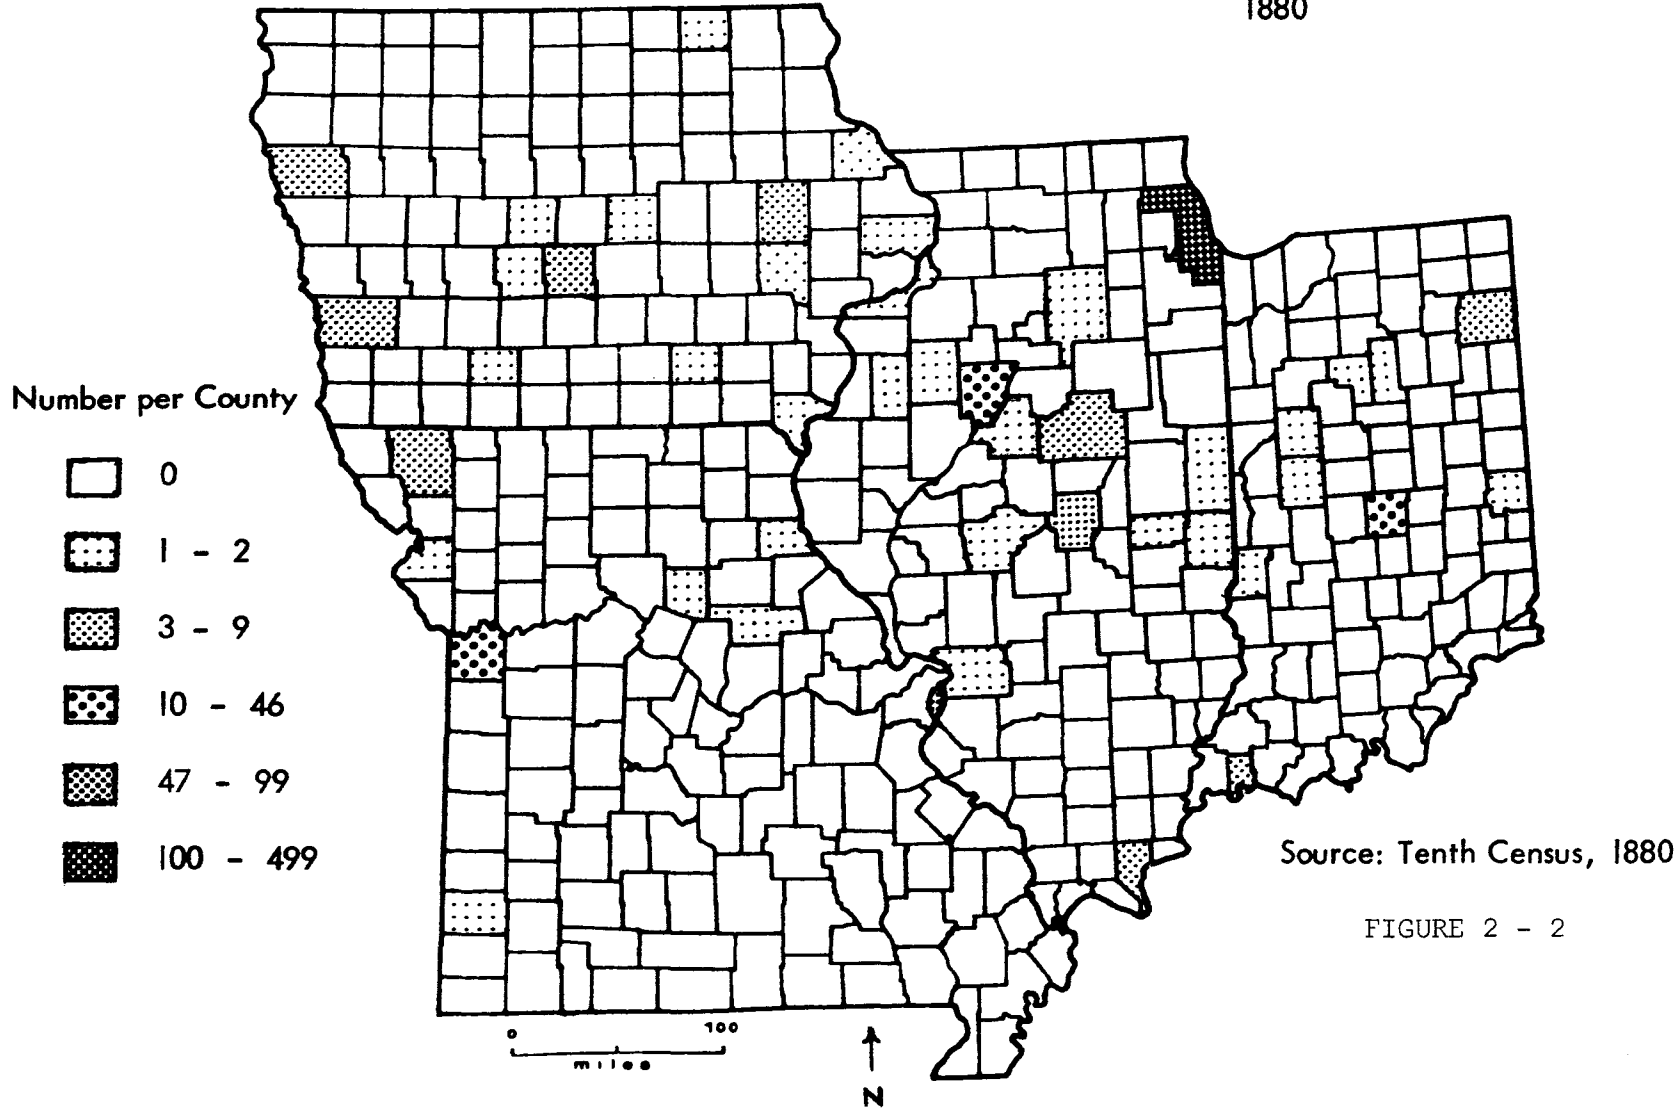 1880
Number per County
0
1 - 2
3 - 9
10 - 46
47 - 99
100 - 499
Source: Tenth Census, 1880
FIGURE 2 - 2
0 100
miles
N